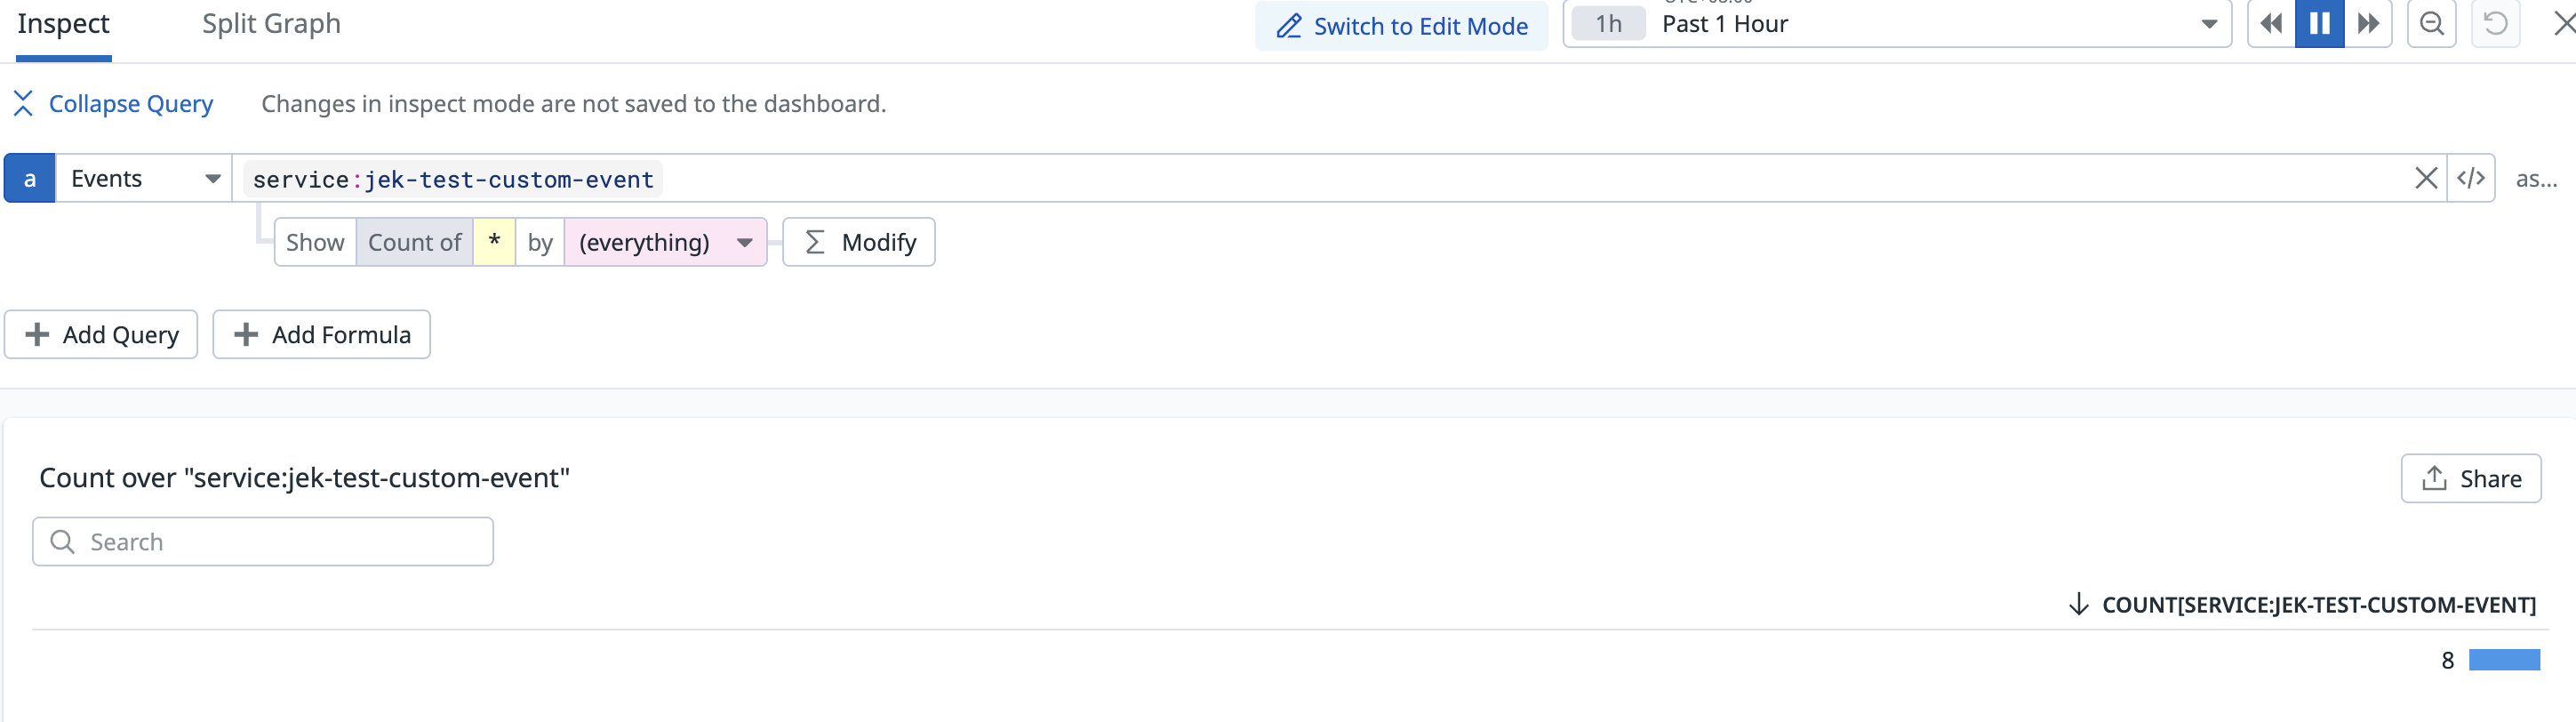 Inspect Split Graph Switch to Edit Mode 1h Past 1 Hour
Collapse Query Changes in inspect mode are not saved to the dashboard.
a Events service:jek-test-custom-event </> as...
Show Count of * by (everything) Σ Modify
+ Add Query + Add Formula
Count over "service:jek-test-custom-event" Share
Search
↓ COUNT[SERVICE:JEK-TEST-CUSTOM-EVENT]
8